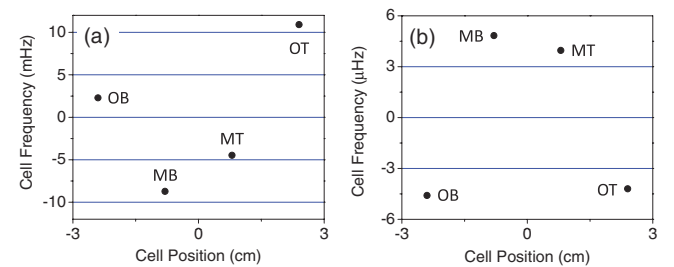 (a)
Cell Frequency (mHz)
10
5
0
-5
-10
OT
OB
MT
MB
-3
0
3
Cell Position (cm)
(b)
Cell Frequency (μHz)
6
3
0
-3
-6
MB
MT
OB
OT
-3
0
3
Cell Position (cm)